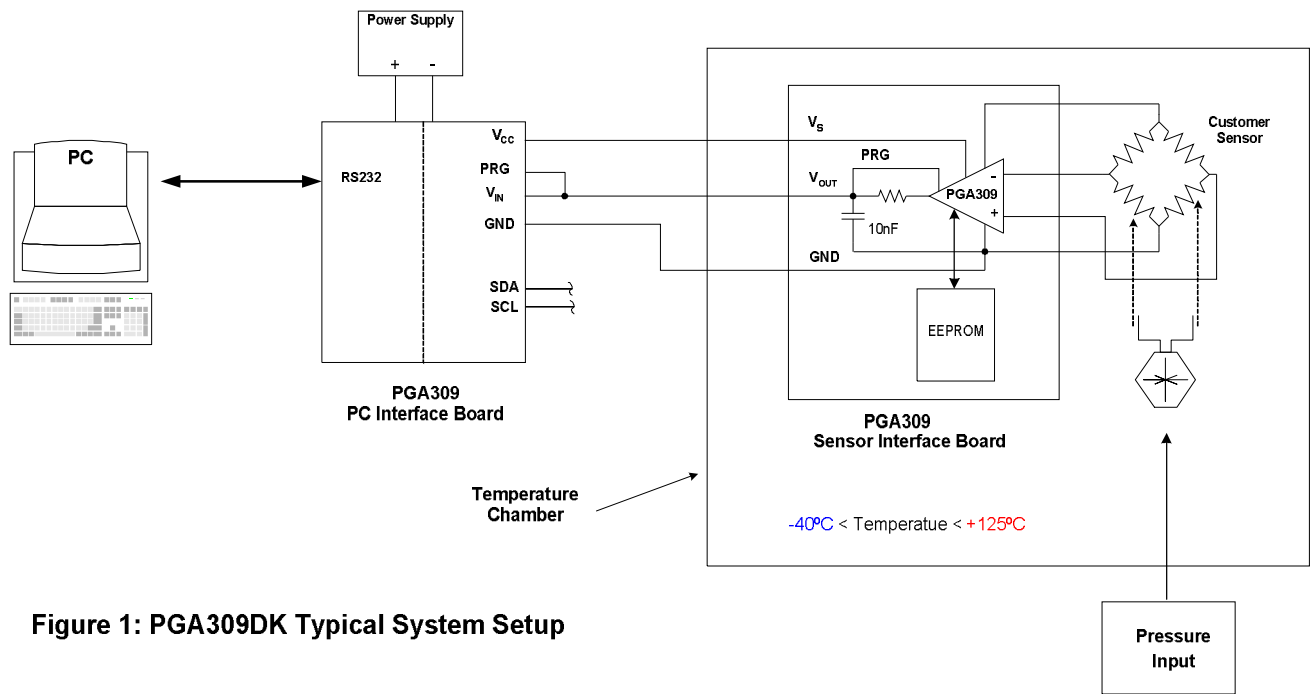 Power Supply
+ -
PC
RS232
VCC
PRG
VIN
GND
SDA
SCL
PGA309
PC Interface Board
VS
PRG
VOUT
10nF
GND
PGA309
-
+
EEPROM
PGA309
Sensor Interface Board
Customer
Sensor
Temperature
Chamber
-40ºC < Temperatue < +125ºC
Pressure
Input
Figure 1: PGA309DK Typical System Setup